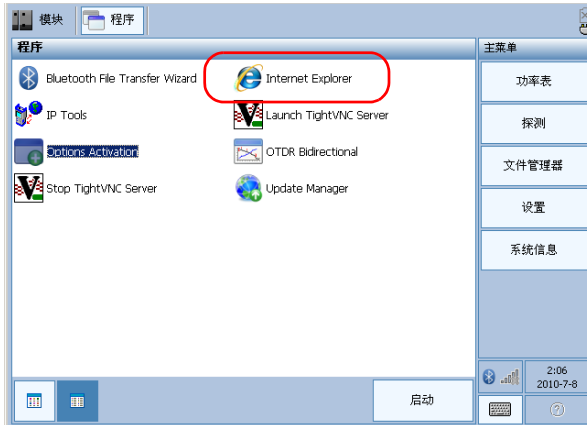 模块
程序
程序
Bluetooth File Transfer Wizard
Internet Explorer
IP Tools
Launch TightVNC Server
Options Activation
OTDR Bidirectional
Stop TightVNC Server
Update Manager
启动
主菜单
功率表
探测
文件管理器
设置
系统信息
2:06
2010-7-8